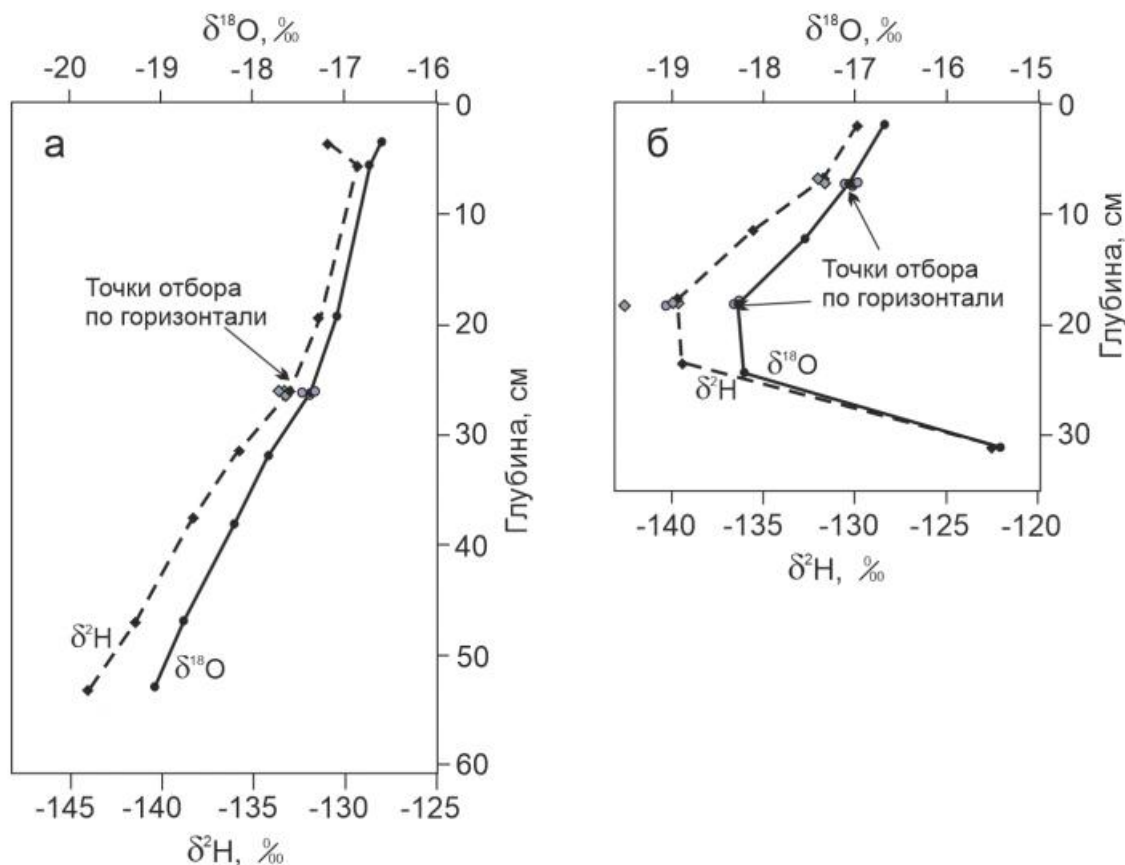 δ¹⁸O, ‰
-20 -19 -18 -17 -16
а
0
10
20
30
40
50
60
Глубина, см
Точки отбора
по горизонтали
δ²H
δ¹⁸O
-145 -140 -135 -130 -125
δ²H, ‰
δ¹⁸O, ‰
-19 -18 -17 -16 -15
б
0
10
20
30
Глубина, см
Точки отбора
по горизонтали
δ¹⁸O
δ²H
-140 -135 -130 -125 -120
δ²H, ‰